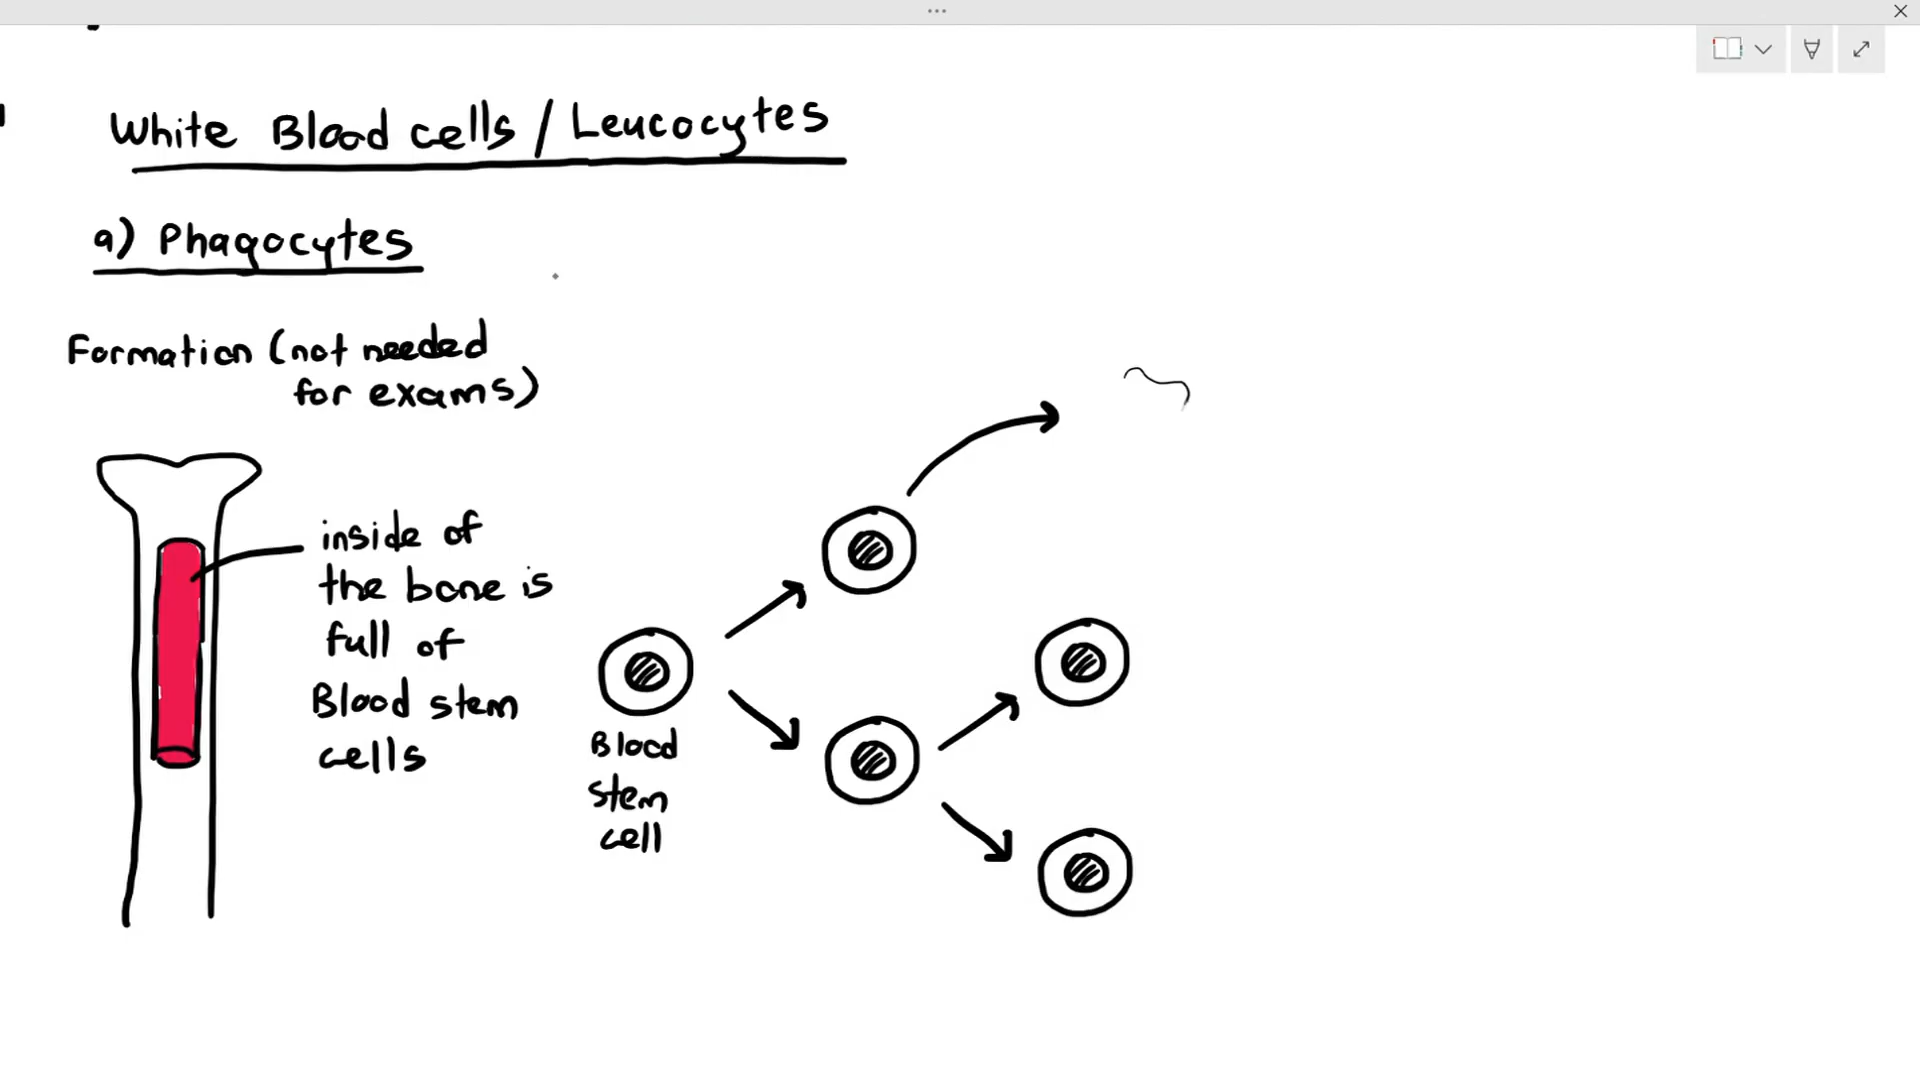 White Blood cells / Leucocytes
a) Phagocytes
Formation (not needed
for exams)
inside of
the bone is
full of
Blood stem
cells
Blood
stem
cell